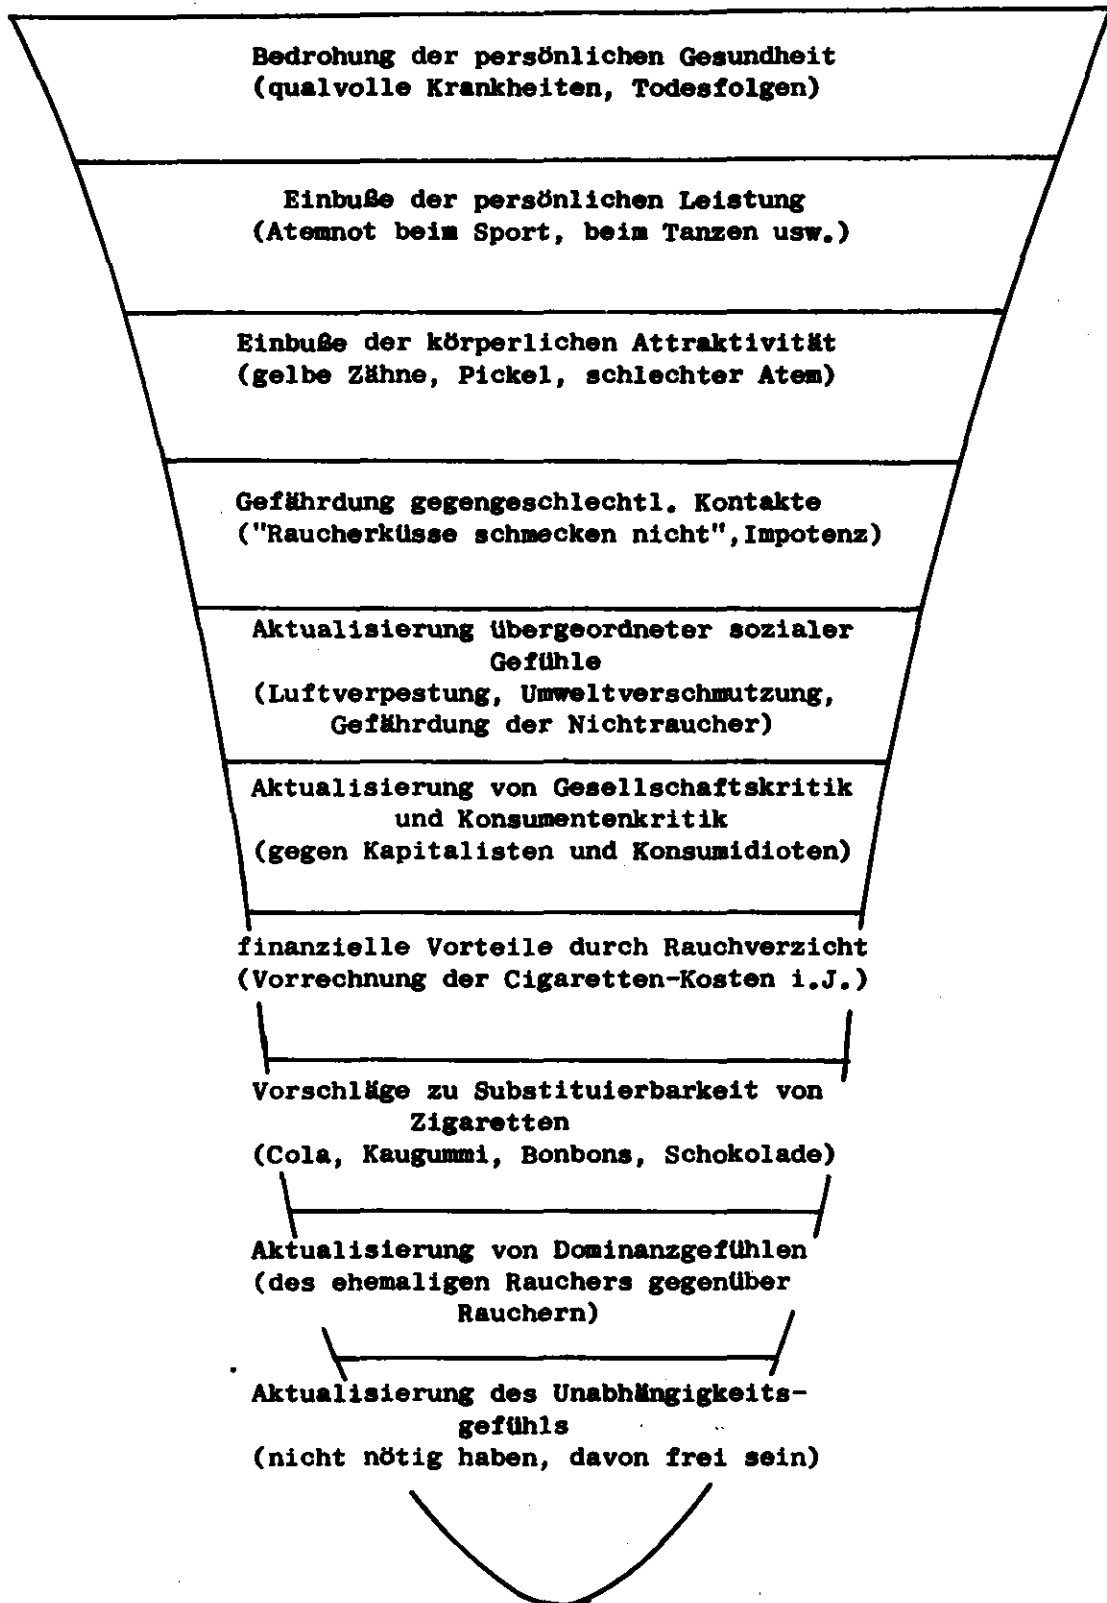 Bedrohung der persönlichen Gesundheit
(qualvolle Krankheiten, Todesfolgen)
Einbuße der persönlichen Leistung
(Atemnot beim Sport, beim Tanzen usw.)
Einbuße der körperlichen Attraktivität
(gelbe Zähne, Pickel, schlechter Atem)
Gefährdung gegengeschlechtl. Kontakte
("Raucherküsse schmecken nicht",Impotenz)
Aktualisierung übergeordneter sozialer
Gefühle
(Luftverpestung, Umweltverschmutzung,
Gefährdung der Nichtraucher)
Aktualisierung von Gesellschaftskritik
und Konsumentenkritik
(gegen Kapitalisten und Konsumidioten)
finanzielle Vorteile durch Rauchverzicht
(Vorrechnung der Cigaretten-Kosten i.J.)
Vorschläge zu Substituierbarkeit von
Zigaretten
(Cola, Kaugummi, Bonbons, Schokolade)
Aktualisierung von Dominanzgefühlen
(des ehemaligen Rauchers gegenüber
Rauchern)
Aktualisierung des Unabhängigkeits-
gefühls
(nicht nötig haben, davon frei sein)